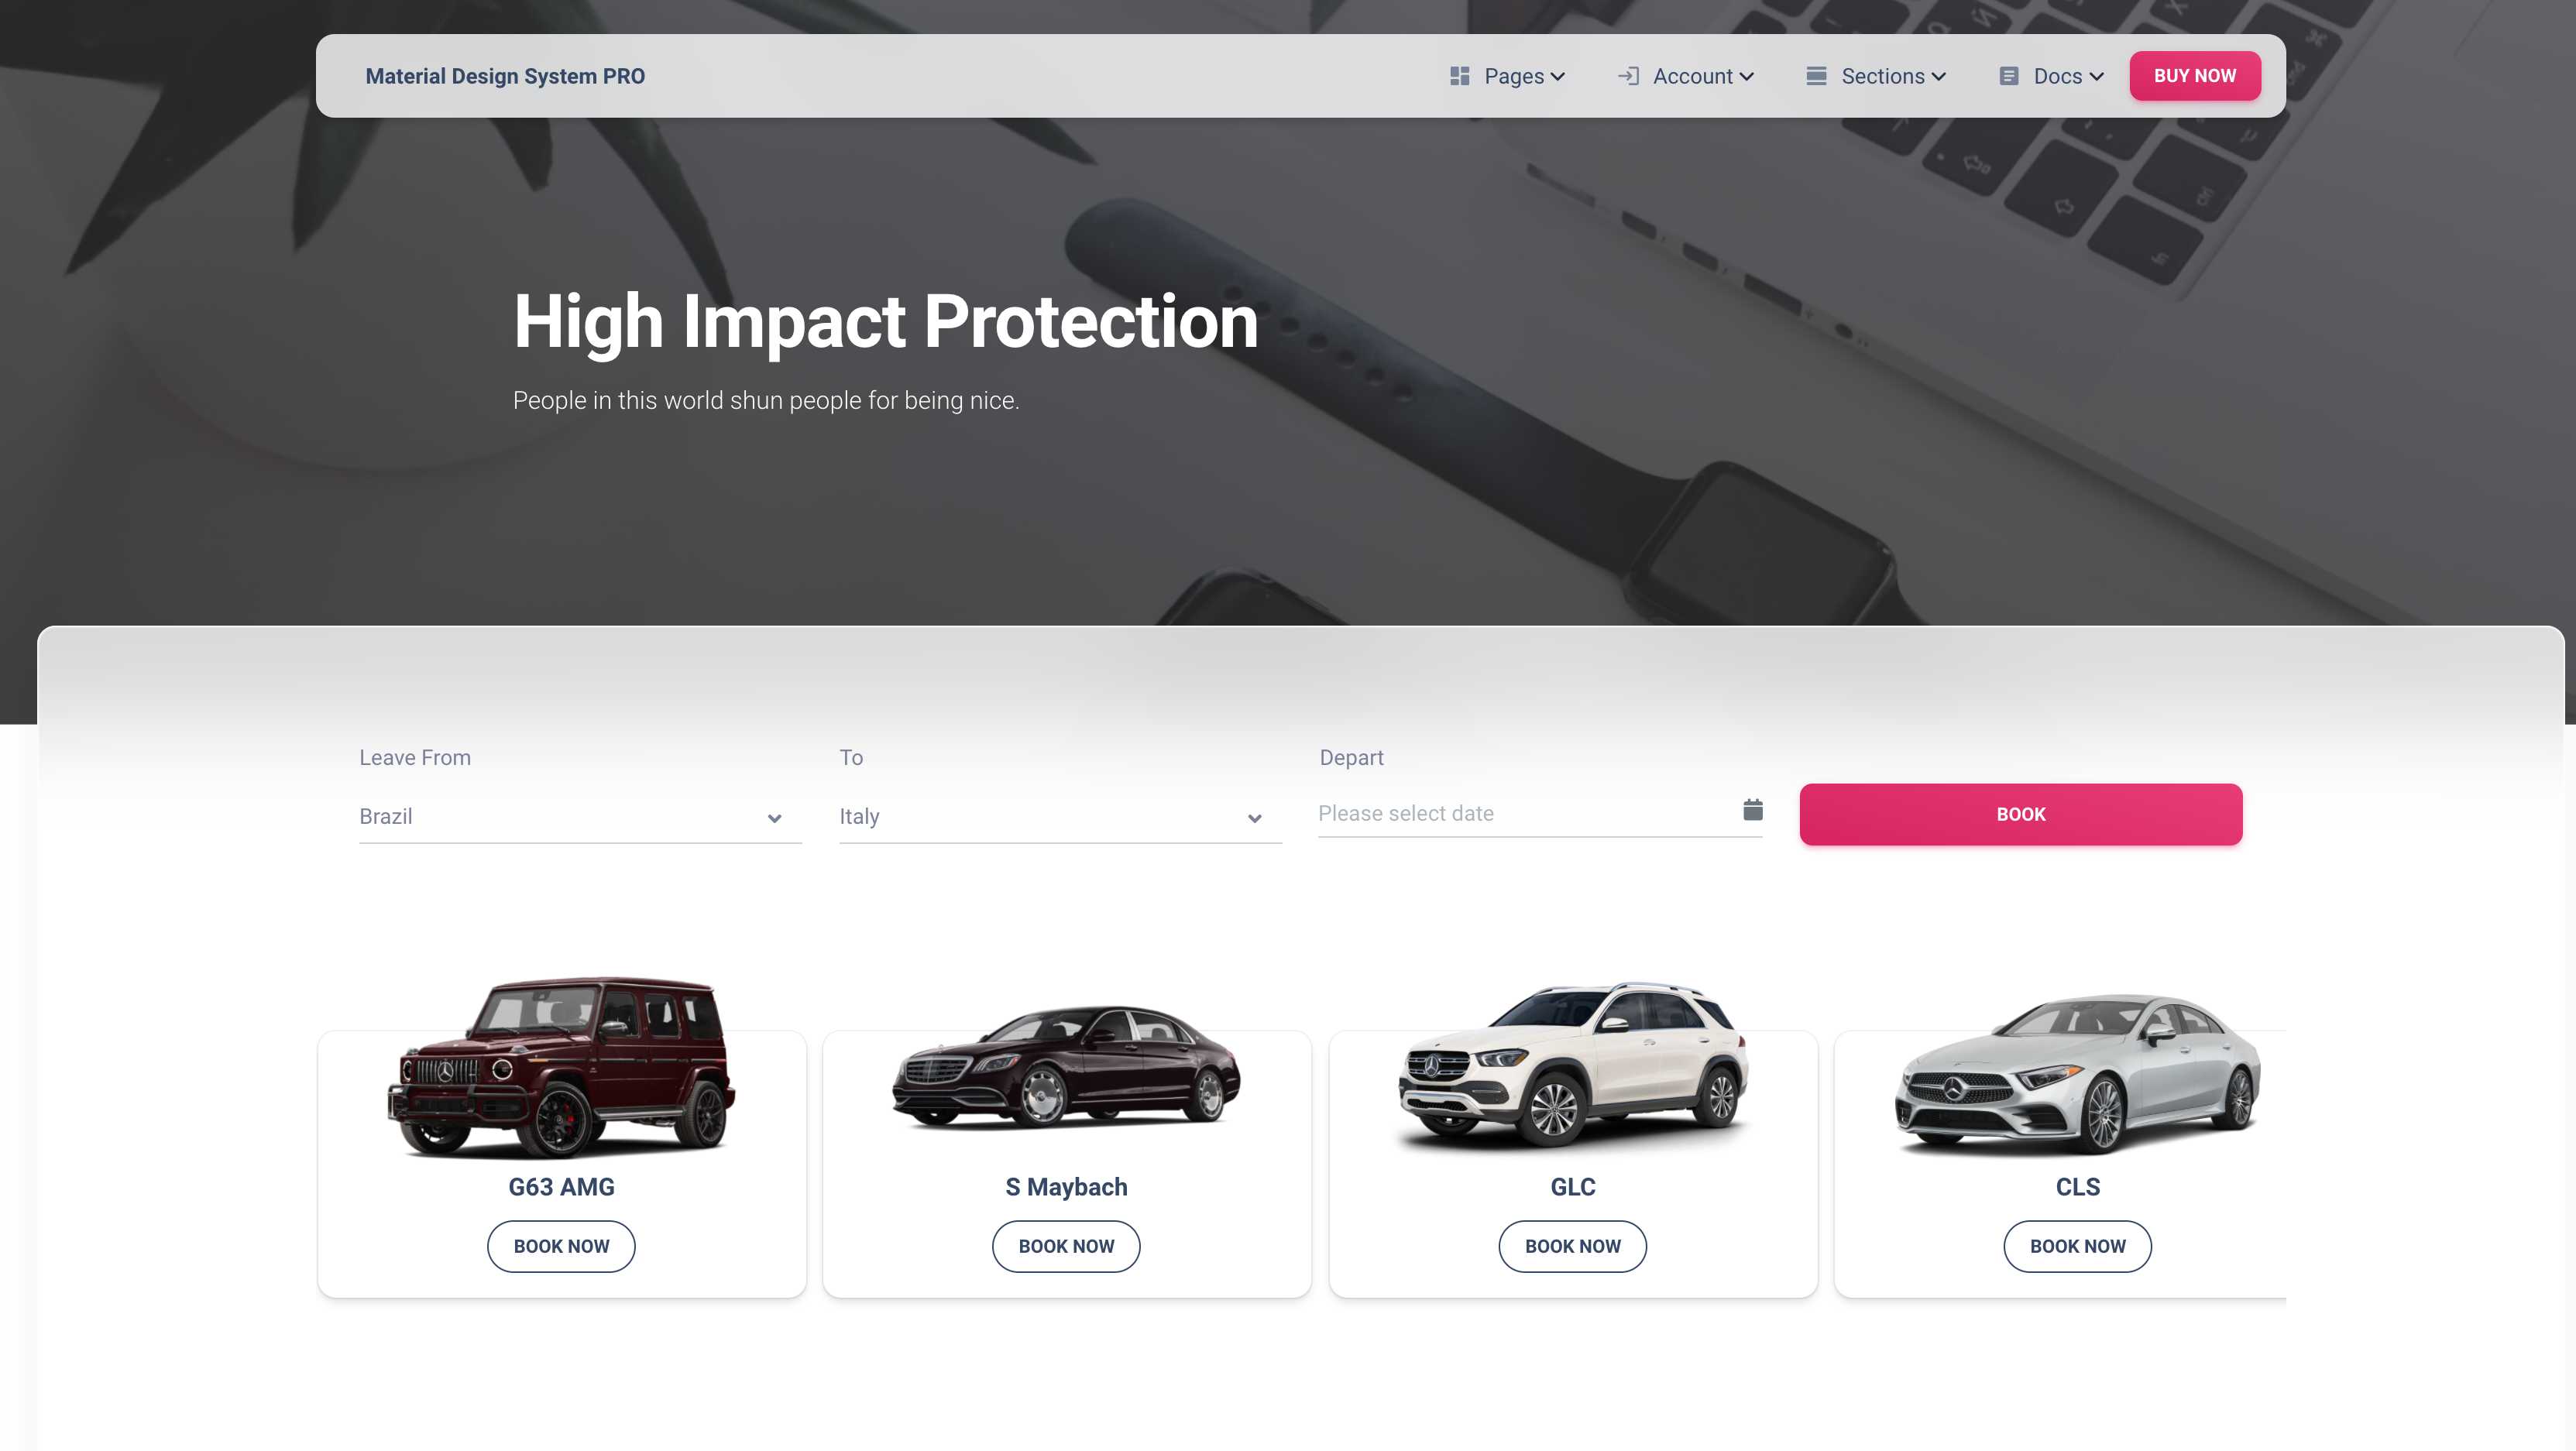 Material Design System PRO
Pages
Account
Sections
Docs
BUY NOW
High Impact Protection
People in this world shun people for being nice.
Leave From
To
Depart
Brazil
Italy
Please select date
BOOK
G63 AMG
S Maybach
GLC
CLS
BOOK NOW
BOOK NOW
BOOK NOW
BOOK NOW